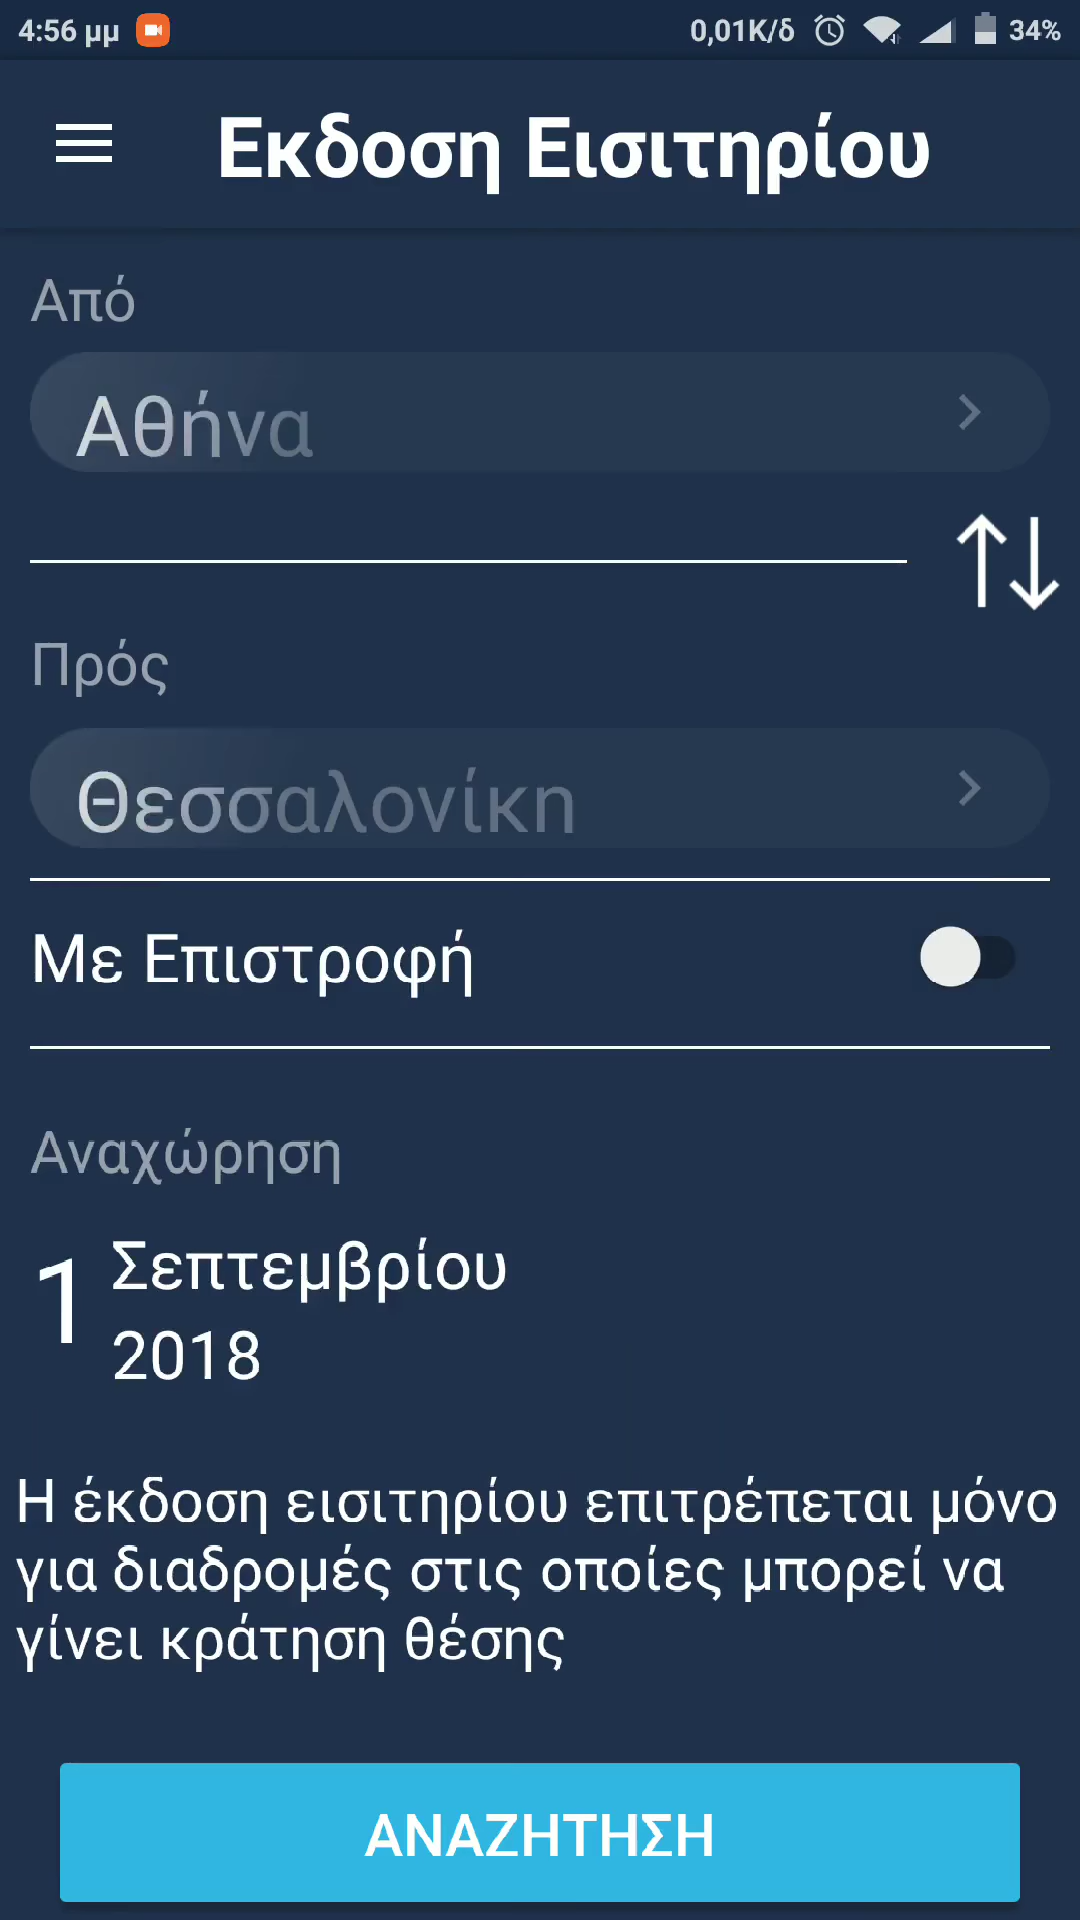 4:56 μμ 0,01K/δ 34%
Εκδοση Εισιτηρίου
Από
Αθήνα
Πρός
Θεσσαλονίκη
Με Επιστροφή
Αναχώρηση
1 Σεπτεμβρίου
2018
Η έκδοση εισιτηρίου επιτρέπεται μόνο
για διαδρομές στις οποίες μπορεί να
γίνει κράτηση θέσης
ΑΝΑΖΗΤΗΣΗ